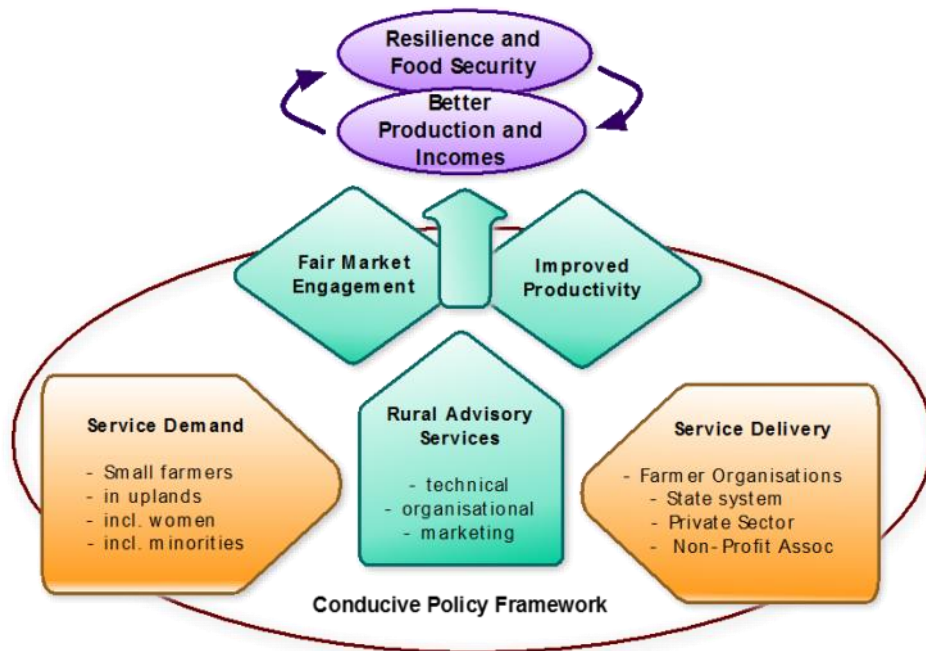 Resilience and
Food Security
Better
Production and
Incomes
Fair Market
Engagement
Improved
Productivity
Service Demand
- Small farmers
- in uplands
- incl. women
- incl. minorities
Rural Advisory
Services
- technical
- organisational
- marketing
Service Delivery
- Farmer Organisations
- State system
- Private Sector
- Non-Profit Assoc
Conducive Policy Framework